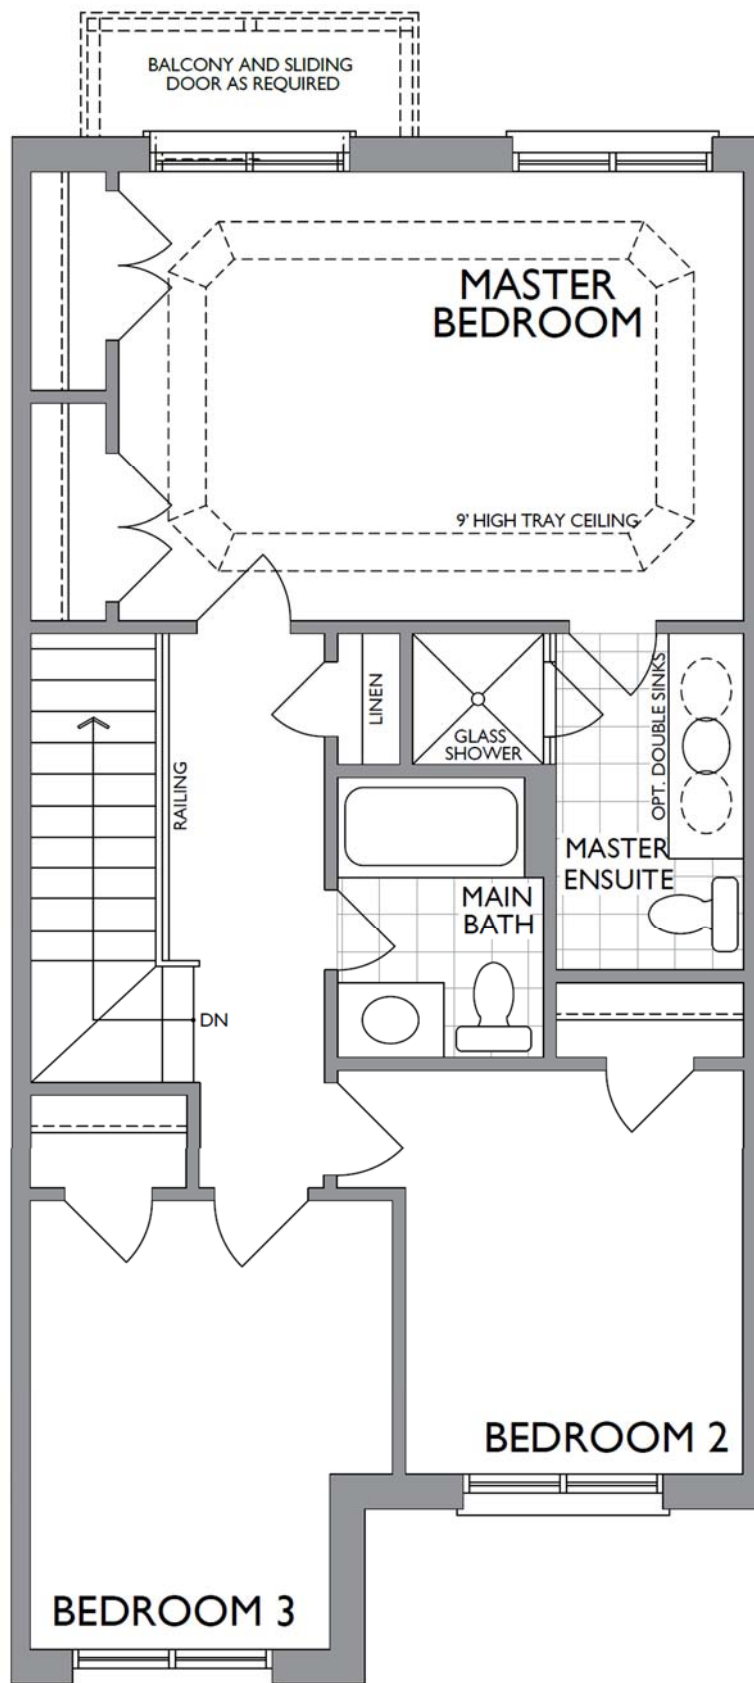 BALCONY AND SLIDING
DOOR AS REQUIRED
MASTER
BEDROOM
9' HIGH TRAY CEILING
LINEN
GLASS
SHOWER
OPT. DOUBLE SINKS
RAILING
MASTER
ENSUITE
MAIN
BATH
DN
BEDROOM 2
BEDROOM 3